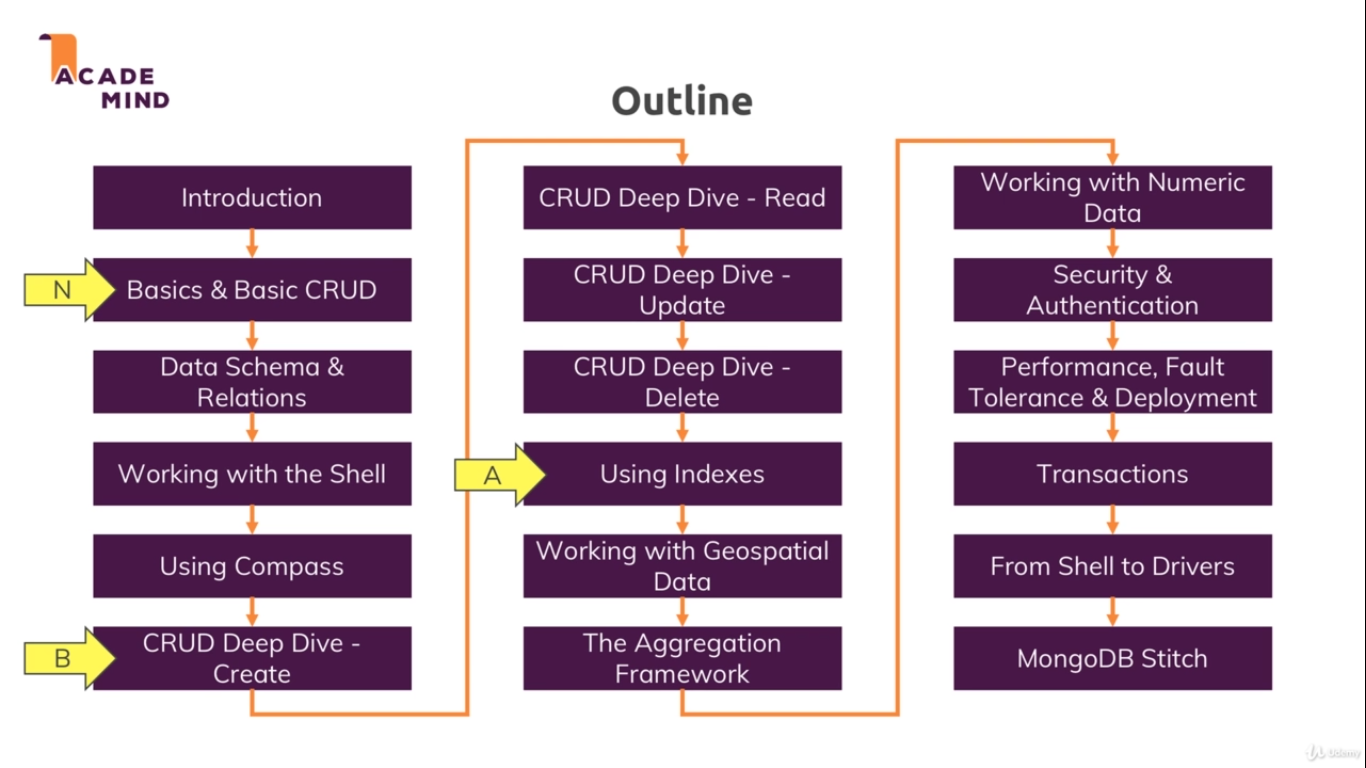 ACADE
MIND
Outline
Introduction
N
Basics & Basic CRUD
Data Schema &
Relations
Working with the Shell
Using Compass
B
CRUD Deep Dive -
Create
CRUD Deep Dive - Read
CRUD Deep Dive -
Update
CRUD Deep Dive -
Delete
A
Using Indexes
Working with Geospatial
Data
The Aggregation
Framework
Working with Numeric
Data
Security &
Authentication
Performance, Fault
Tolerance & Deployment
Transactions
From Shell to Drivers
MongoDB Stitch
Udemy